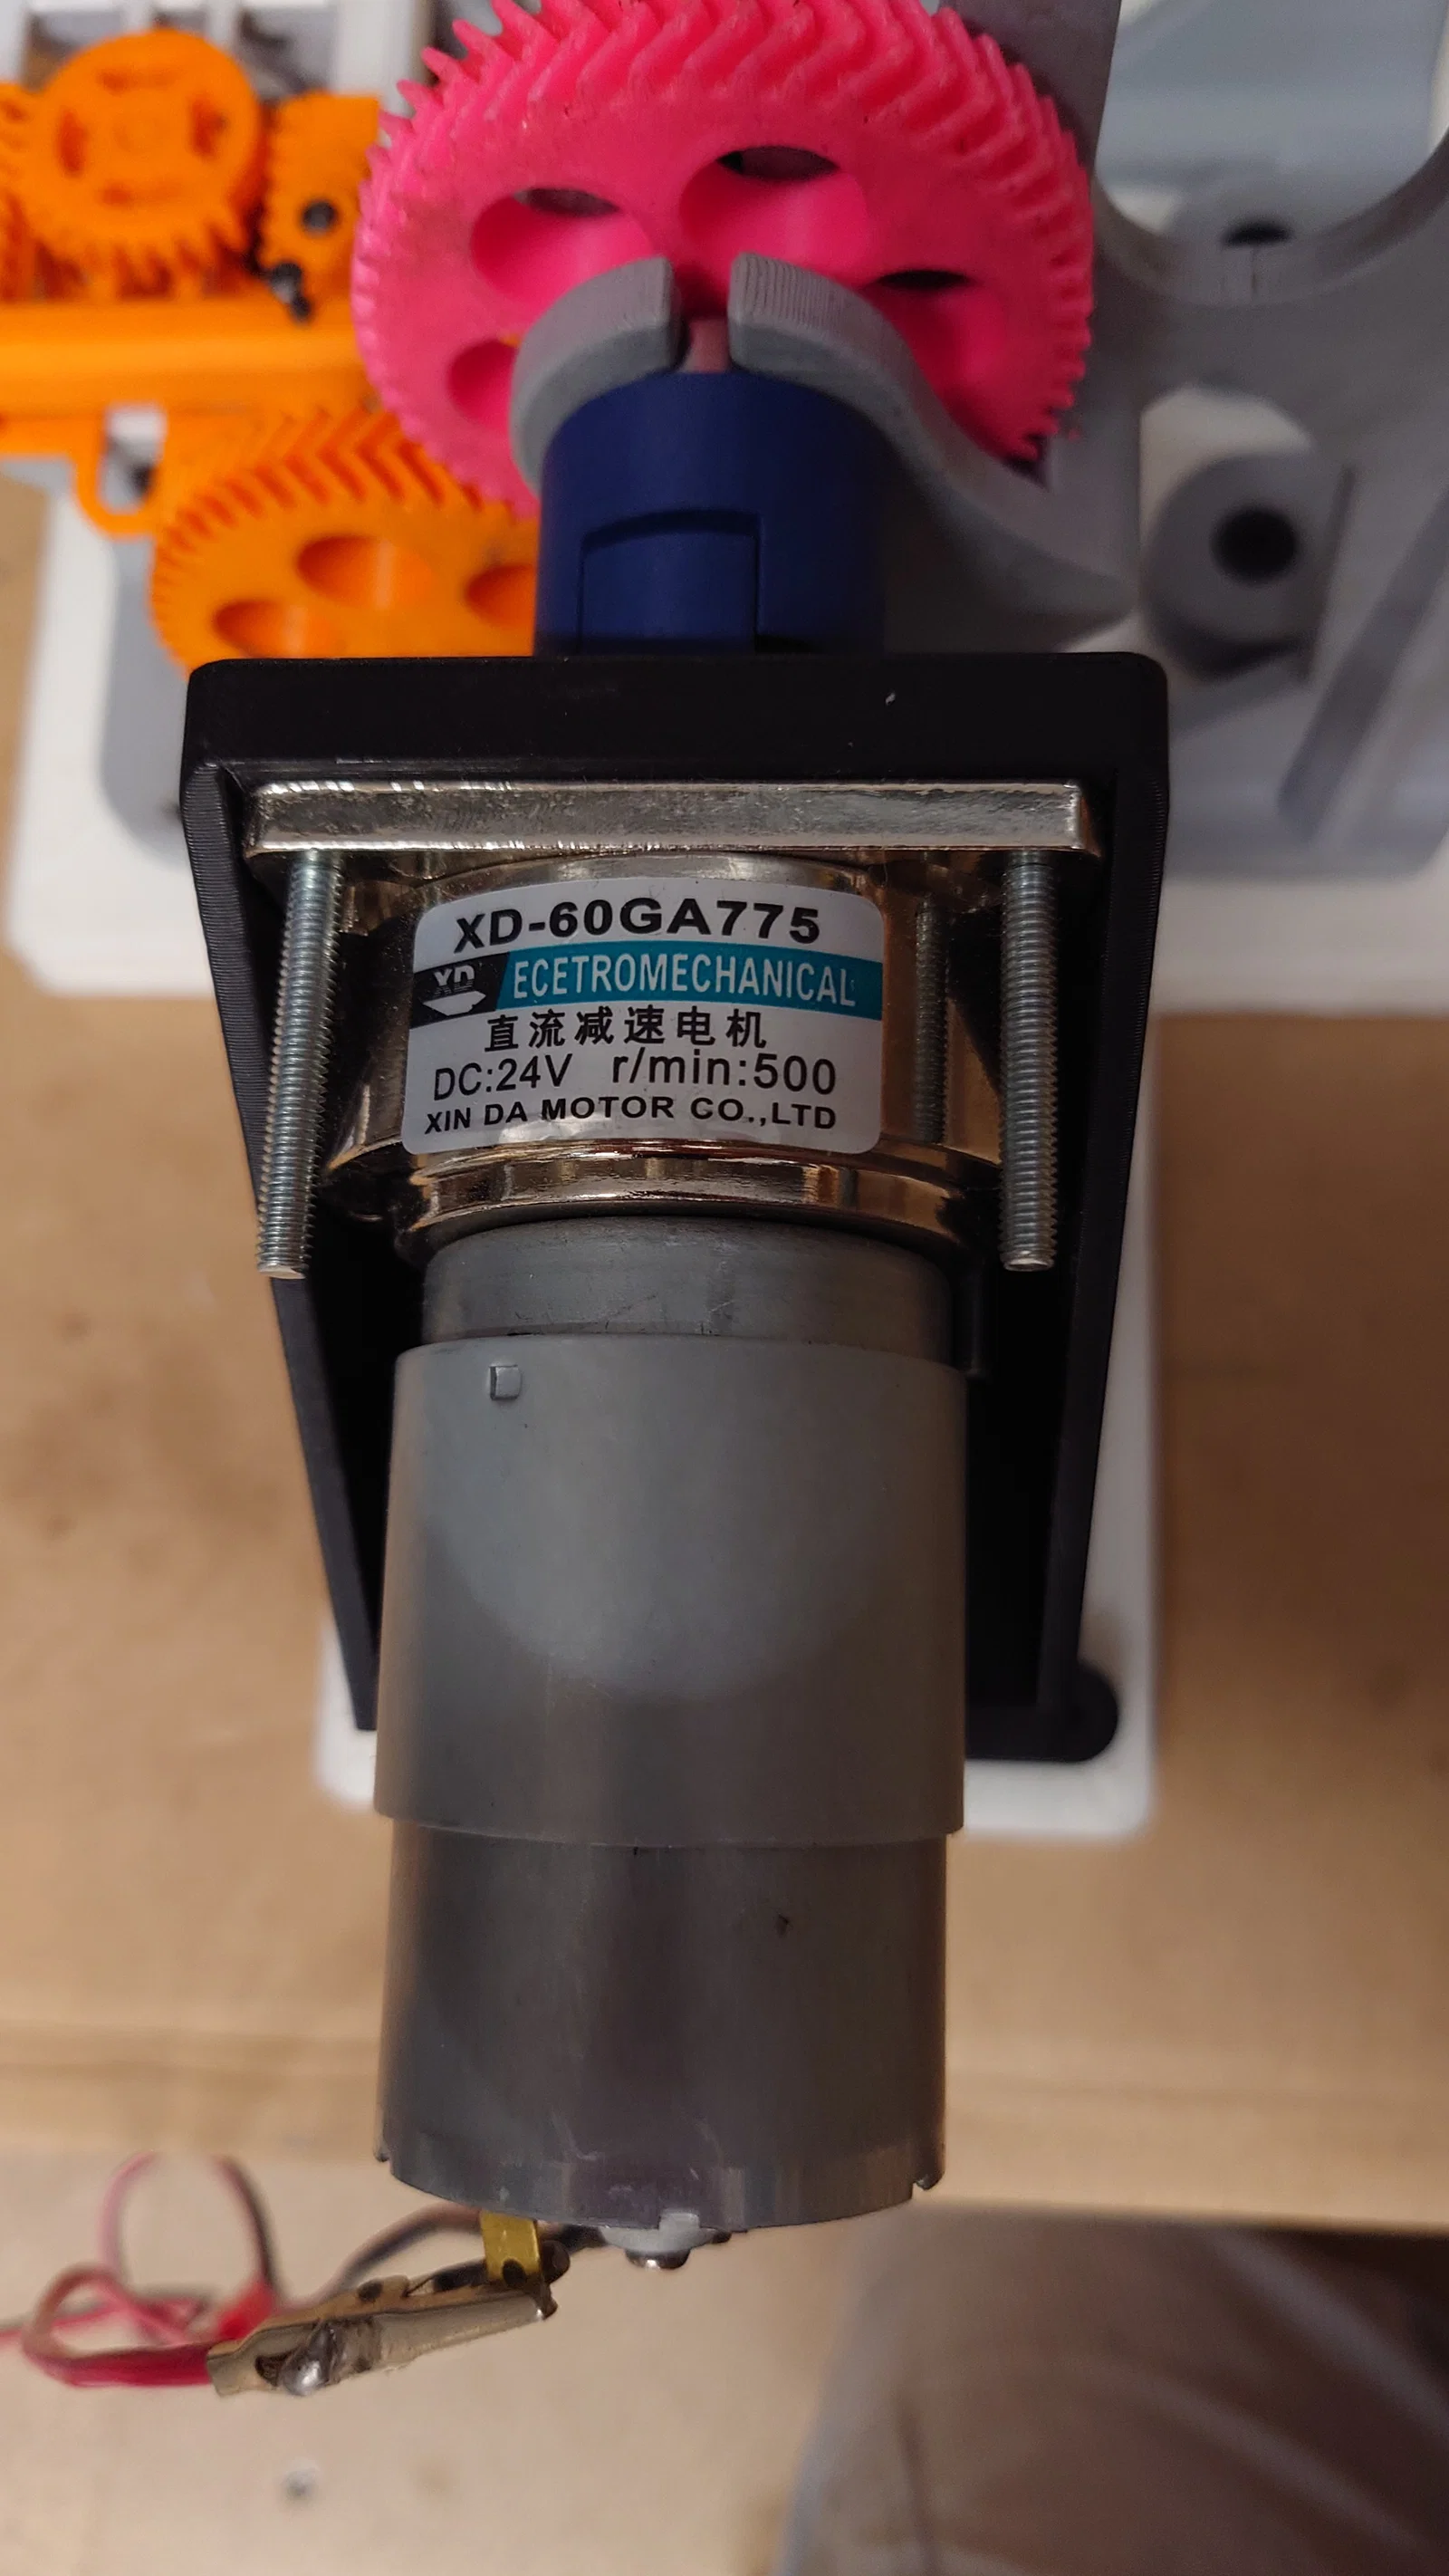 XD-60GA775
XD ECETROMECHANICAL
直流减速电机
DC:24V r/min:500
XIN DA MOTOR CO.,LTD